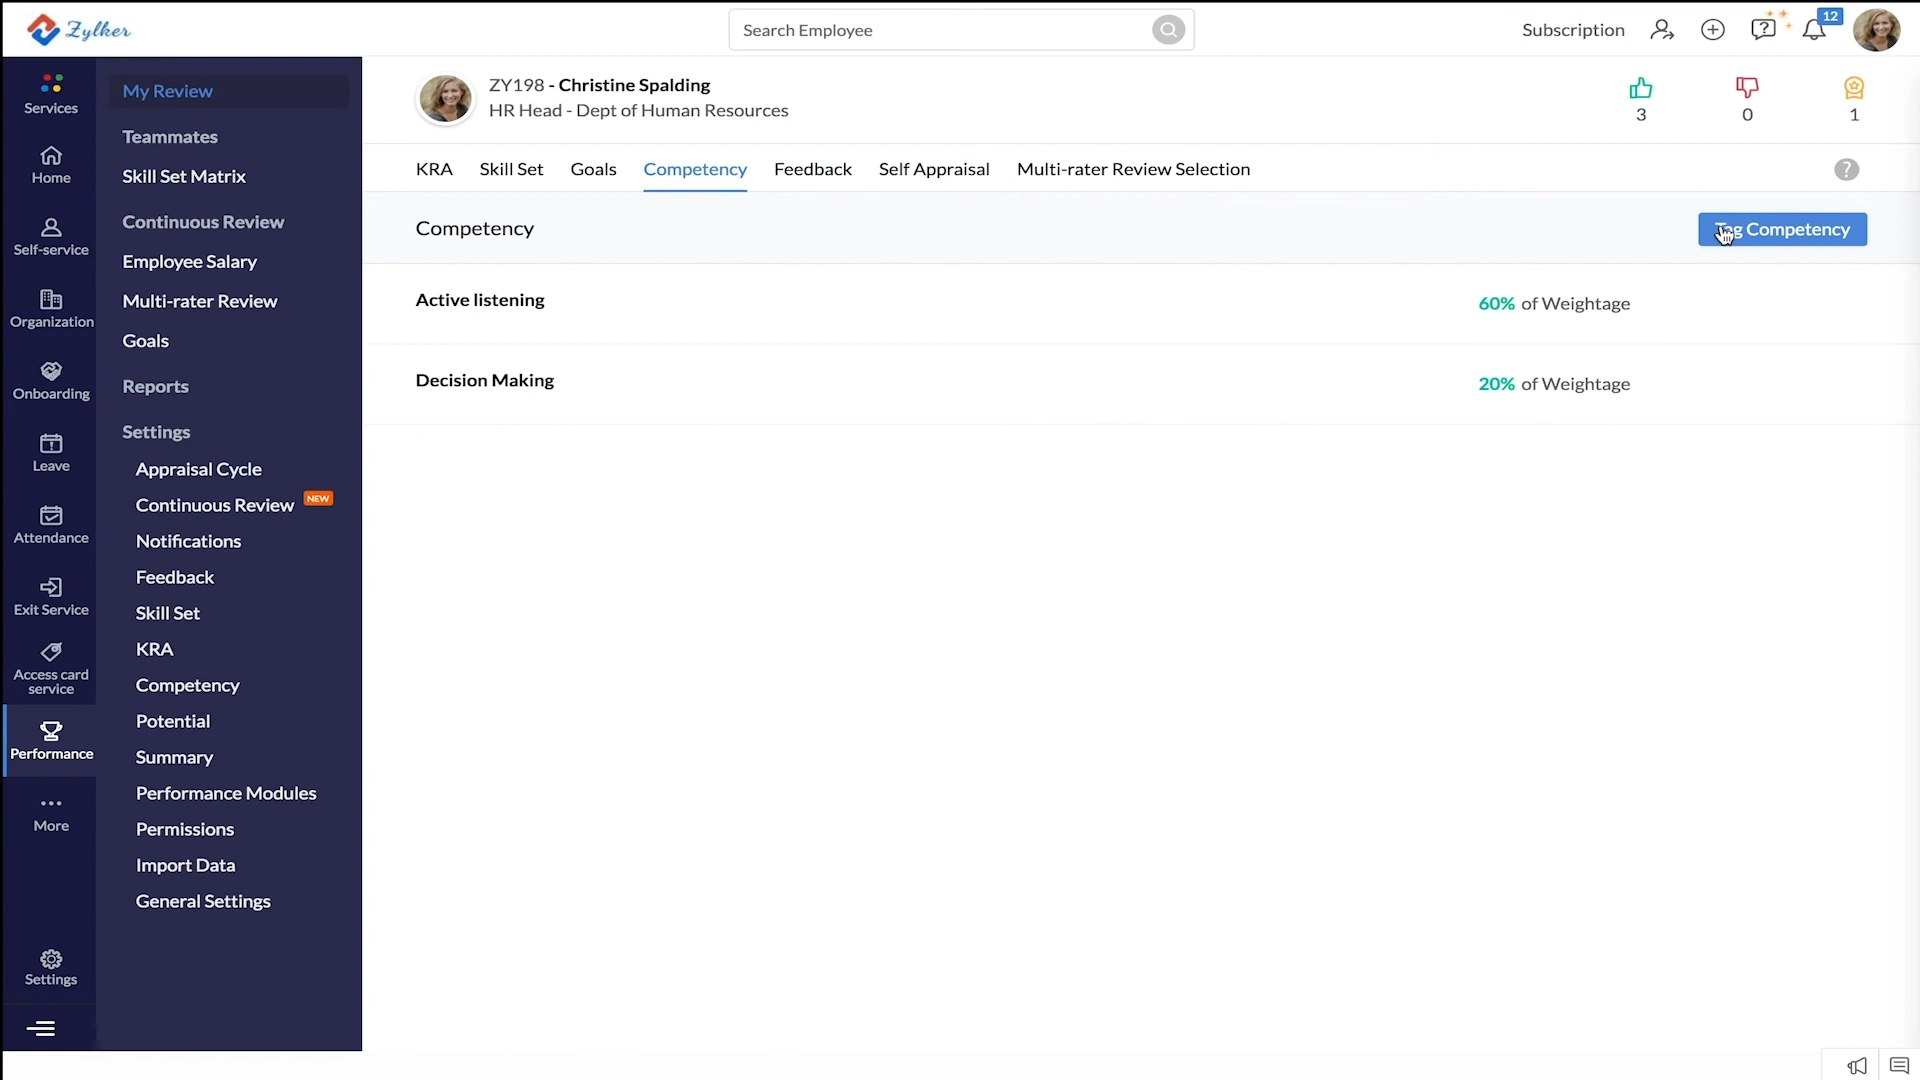 Zylker
Search Employee
Subscription
12
Services
Home
Self-service
Organization
Onboarding
Leave
Attendance
Exit Service
Access card
service
Performance
More
Settings
My Review
Teammates
Skill Set Matrix
Continuous Review
Employee Salary
Multi-rater Review
Goals
Reports
Settings
Appraisal Cycle
Continuous Review NEW
Notifications
Feedback
Skill Set
KRA
Competency
Potential
Summary
Performance Modules
Permissions
Import Data
General Settings
ZY198 - Christine Spalding
HR Head - Dept of Human Resources
3
0
1
KRA Skill Set Goals Competency Feedback Self Appraisal Multi-rater Review Selection
Competency
Tag Competency
Active listening
60% of Weightage
Decision Making
20% of Weightage